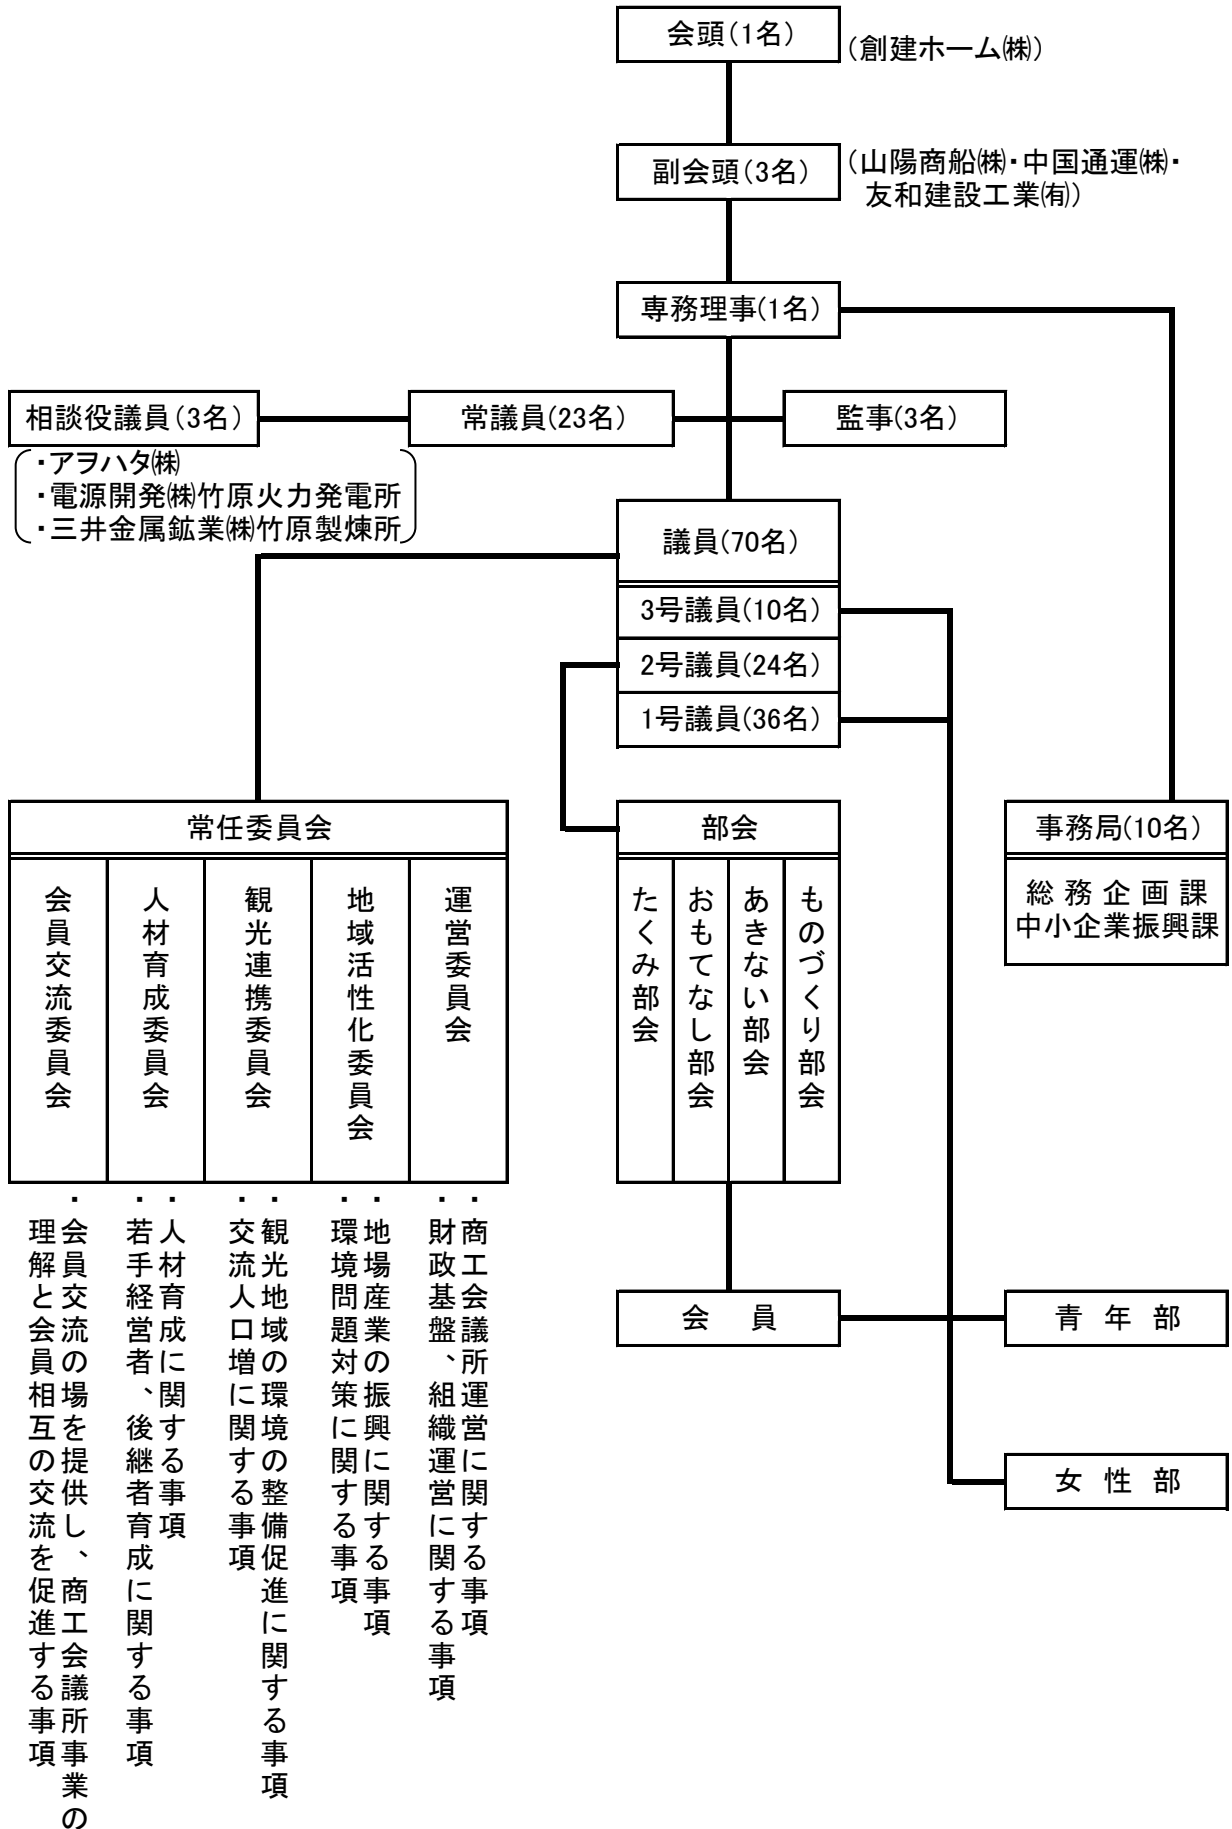 会頭(1名)
(創建ホーム㈱)
副会頭(3名)
(山陽商船㈱・中国通運㈱・
友和建設工業㈲)
専務理事(1名)
相談役議員(3名)
常議員(23名)
監事(3名)
・アヲハタ㈱
・電源開発㈱竹原火力発電所
・三井金属鉱業㈱竹原製煉所
議員(70名)
3号議員(10名)
2号議員(24名)
1号議員(36名)
常任委員会
部会
事務局(10名)
総務企画課
中小企業振興課
運営委員会
地域活性化委員会
観光連携委員会
人材育成委員会
会員交流委員会
ものづくり部会
あきない部会
おもてなし部会
たくみ部会
・商工会議所運営に関する事項
・財政基盤、組織運営に関する事項
・地場産業の振興に関する事項
・環境問題対策に関する事項
・観光地域の環境の整備促進に関する事項
・交流人口増に関する事項
・人材育成に関する事項
・若手経営者、後継者育成に関する事項
・会員交流の場を提供し、商工会議所事業の
理解と会員相互の交流を促進する事項
会員
青年部
女性部